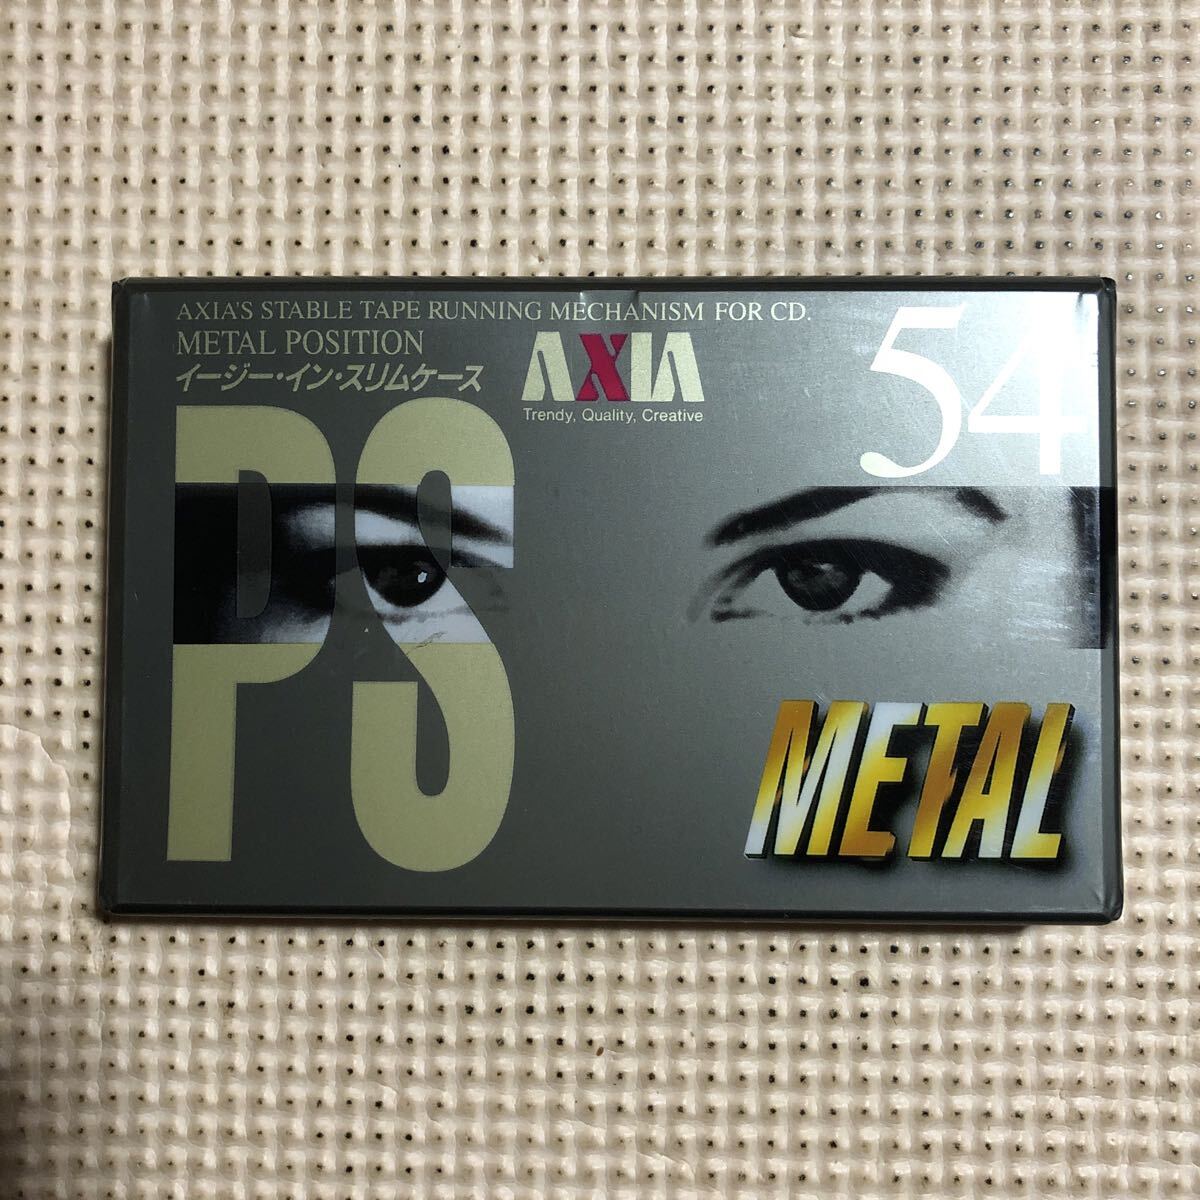 AXIA'S STABLE TAPE RUNNING MECHANISM FOR CD.
METAL POSITION
イージー・イン・スリムケース
AXIA
Trendy, Quality, Creative
54
PS
METAL